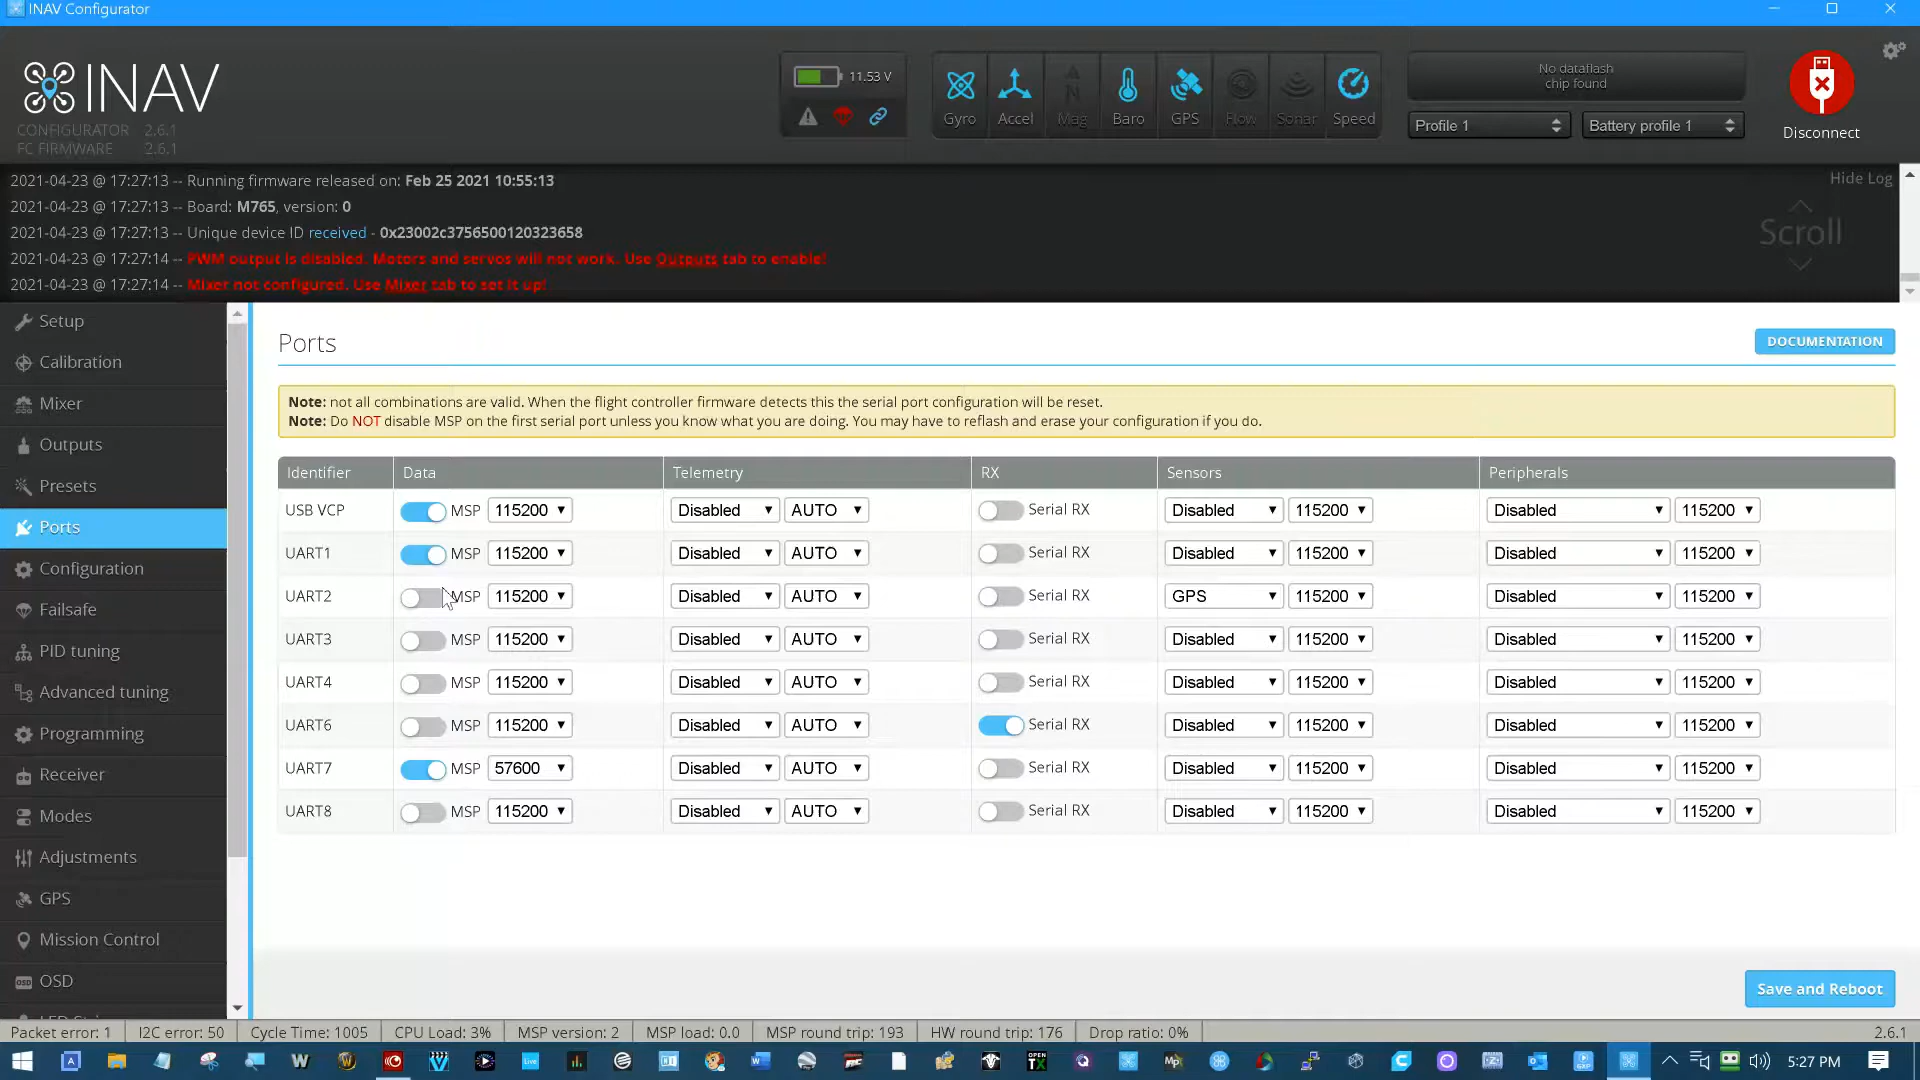 INAV Configurator
INAV
CONFIGURATOR 2.6.1
FC FIRMWARE 2.6.1
11.53 V
Gyro Accel Mag Baro GPS Flow Sonar Speed
No dataflash
chip found
Profile 1 Battery profile 1
Disconnect
2021-04-23 @ 17:27:13 -- Running firmware released on: Feb 25 2021 10:55:13
2021-04-23 @ 17:27:13 -- Board: M765, version: 0
2021-04-23 @ 17:27:13 -- Unique device ID received - 0x23002c3756500120323658
2021-04-23 @ 17:27:14 -- PWM output is disabled. Motors and servos will not work. Use Outputs tab to enable!
2021-04-23 @ 17:27:14 -- Mixer not configured. Use Mixer tab to set it up!
Hide Log
Scroll
Setup
Calibration
Mixer
Outputs
Presets
Ports
Configuration
Failsafe
PID tuning
Advanced tuning
Programming
Receiver
Modes
Adjustments
GPS
Mission Control
OSD
Ports
DOCUMENTATION
Note: not all combinations are valid. When the flight controller firmware detects this the serial port configuration will be reset.
Note: Do NOT disable MSP on the first serial port unless you know what you are doing. You may have to reflash and erase your configuration if you do.
Identifier Data Telemetry RX Sensors Peripherals
USB VCP MSP 115200 Disabled AUTO Serial RX Disabled 115200 Disabled 115200
UART1 MSP 115200 Disabled AUTO Serial RX Disabled 115200 Disabled 115200
UART2 MSP 115200 Disabled AUTO Serial RX GPS 115200 Disabled 115200
UART3 MSP 115200 Disabled AUTO Serial RX Disabled 115200 Disabled 115200
UART4 MSP 115200 Disabled AUTO Serial RX Disabled 115200 Disabled 115200
UART6 MSP 115200 Disabled AUTO Serial RX Disabled 115200 Disabled 115200
UART7 MSP 57600 Disabled AUTO Serial RX Disabled 115200 Disabled 115200
UART8 MSP 115200 Disabled AUTO Serial RX Disabled 115200 Disabled 115200
Save and Reboot
Packet error: 1 I2C error: 50 Cycle Time: 1005 CPU Load: 3% MSP version: 2 MSP load: 0.0 MSP round trip: 193 HW round trip: 176 Drop ratio: 0% 2.6.1
5:27 PM